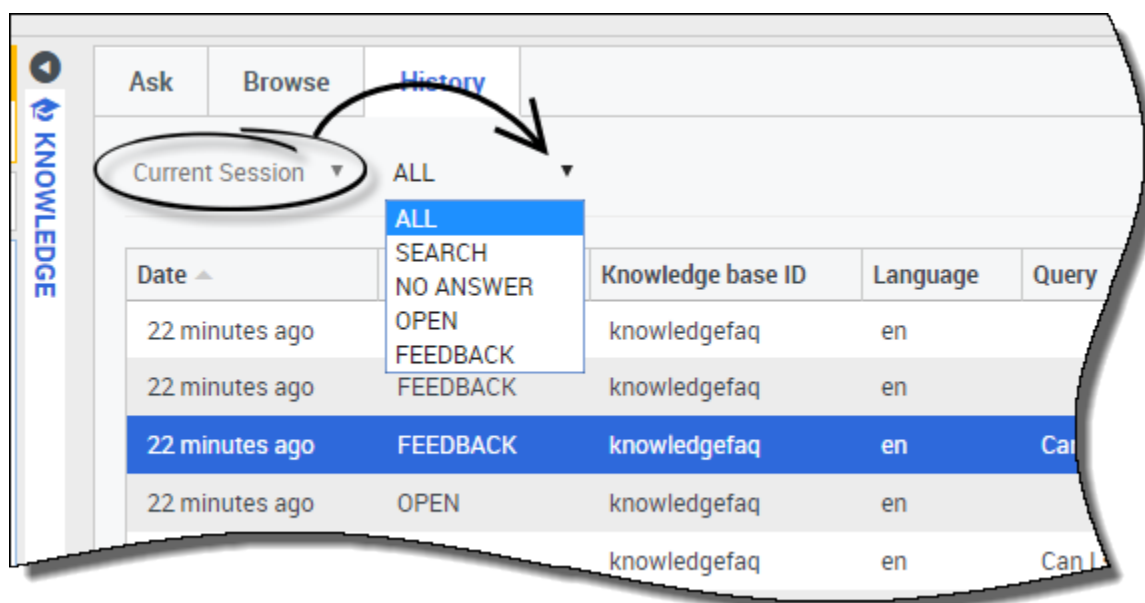 KNOWLEDGE
Ask Browse History
Current Session ALL
ALL
SEARCH
NO ANSWER
OPEN
FEEDBACK
Date Knowledge base ID Language Query
22 minutes ago knowledgefaq en
22 minutes ago FEEDBACK knowledgefaq en
22 minutes ago FEEDBACK knowledgefaq en
22 minutes ago OPEN knowledgefaq en
knowledgefaq en Can I